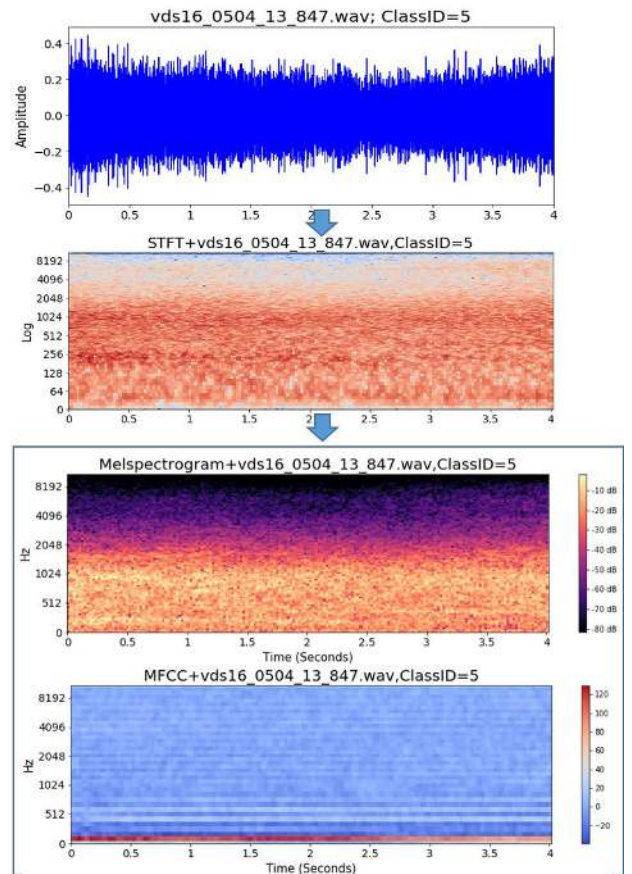 vds16_0504_13_847.wav; ClassID=5
Amplitude
0.4
0.2
0.0
−0.2
−0.4
0 0.5 1 1.5 2 2.5 3 3.5 4
STFT+vds16_0504_13_847.wav,ClassID=5
Log
8192
4096
2048
1024
512
256
128
64
0
0 0.5 1 1.5 2 2.5 3 3.5 4
Melspectrogram+vds16_0504_13_847.wav,ClassID=5
Hz
8192
4096
2048
1024
512
0
0 0.5 1 1.5 2 2.5 3 3.5 4
Time (Seconds)
-10 dB
-20 dB
-30 dB
-40 dB
-50 dB
-60 dB
-70 dB
-80 dB
MFCC+vds16_0504_13_847.wav,ClassID=5
Hz
8192
4096
2048
1024
512
0
0 0.5 1 1.5 2 2.5 3 3.5 4
Time (Seconds)
120
100
80
60
40
20
0
−20